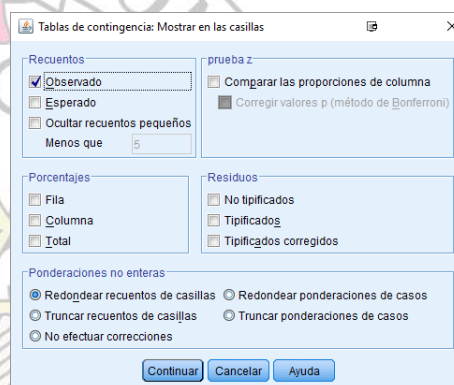 Tablas de contingencia: Mostrar en las casillas
Recuentos
Observado
Esperado
Ocultar recuentos pequeños
Menos que 5
prueba z
Comparar las proporciones de columna
Corregir valores p (método de Bonferroni)
Porcentajes
Fila
Columna
Total
Residuos
No tipificados
Tipificados
Tipificados corregidos
Ponderaciones no enteras
Redondear recuentos de casillas Redondear ponderaciones de casos
Truncar recuentos de casillas Truncar ponderaciones de casos
No efectuar correcciones
Continuar Cancelar Ayuda